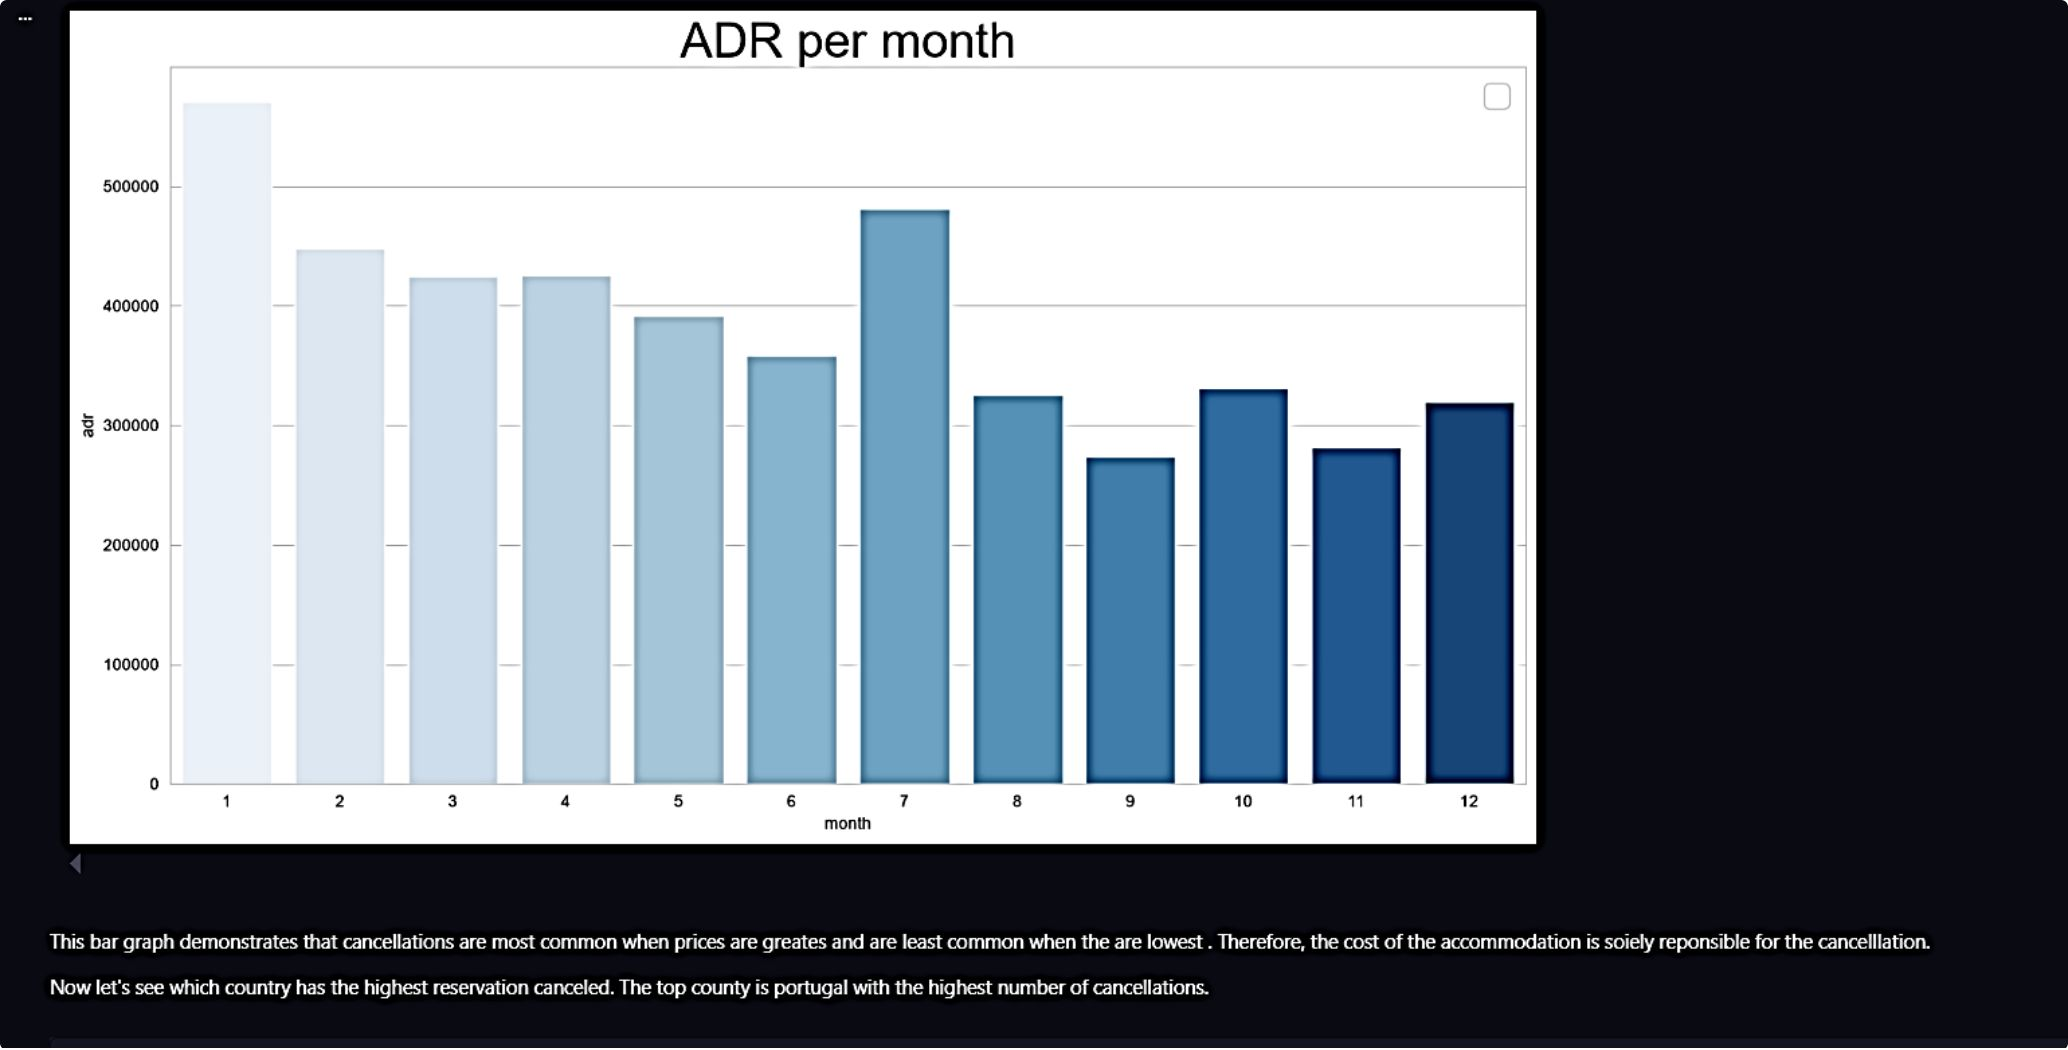 ...
ADR per month
500000
400000
300000
200000
100000
0
adr
1 2 3 4 5 6 7 8 9 10 11 12
month
This bar graph demonstrates that cancellations are most common when prices are greates and are least common when the are lowest . Therefore, the cost of the accommodation is soiely reponsible for the cancelllation.
Now let's see which country has the highest reservation canceled. The top county is portugal with the highest number of cancellations.